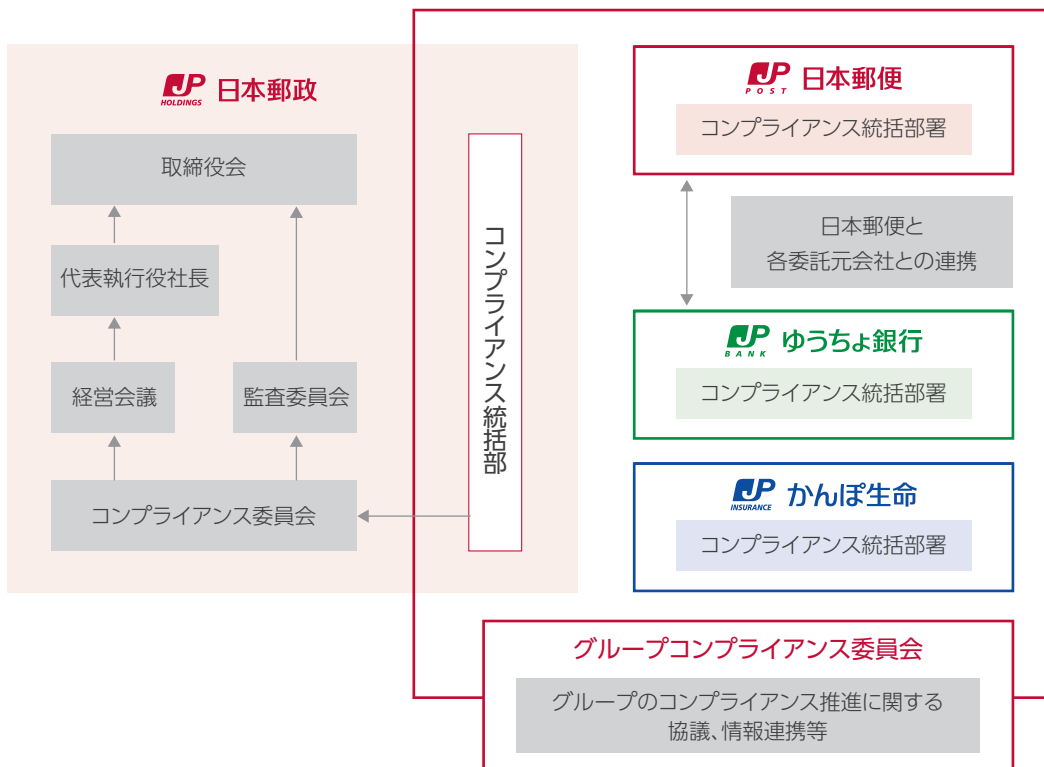 JP
HOLDINGS
日本郵政
取締役会
代表執行役社長
経営会議
監査委員会
コンプライアンス委員会
コンプライアンス統括部
JP
POST
日本郵便
コンプライアンス統括部署
日本郵便と
各委託元会社との連携
JP
BANK
ゆうちょ銀行
コンプライアンス統括部署
JP
INSURANCE
かんぽ生命
コンプライアンス統括部署
グループコンプライアンス委員会
グループのコンプライアンス推進に関する
協議、情報連携等